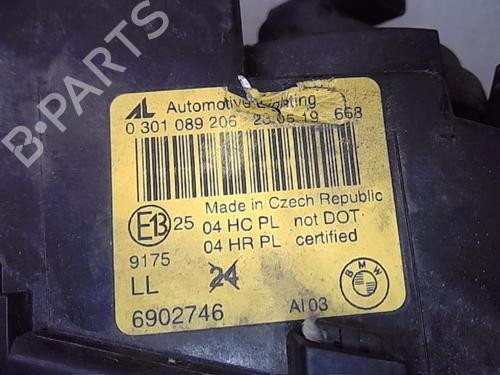 B-PARTS
AL Automotive Lighting
0 301 089 206 23 05 19 668
Made in Czech Republic
E13 25 04 HC PL not DOT
04 HR PL certified
9175
LL 24
BMW
6902746 AI 03